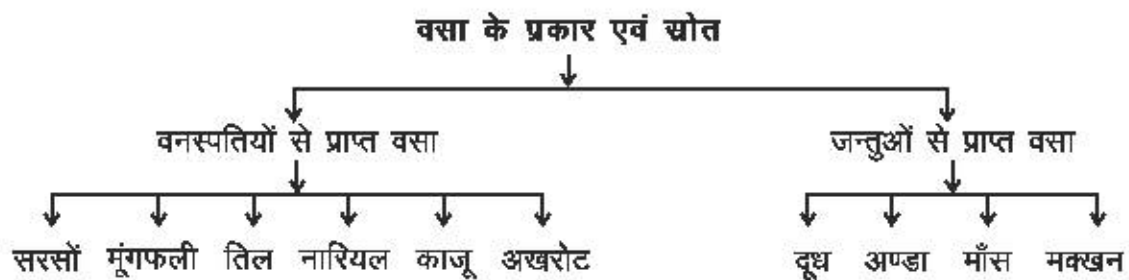 वसा के प्रकार एवं स्रोत
वनस्पतियों से प्राप्त वसा जन्तुओं से प्राप्त वसा
सरसों मूंगफली तिल नारियल काजू अखरोट दूध अण्डा माँस मक्खन